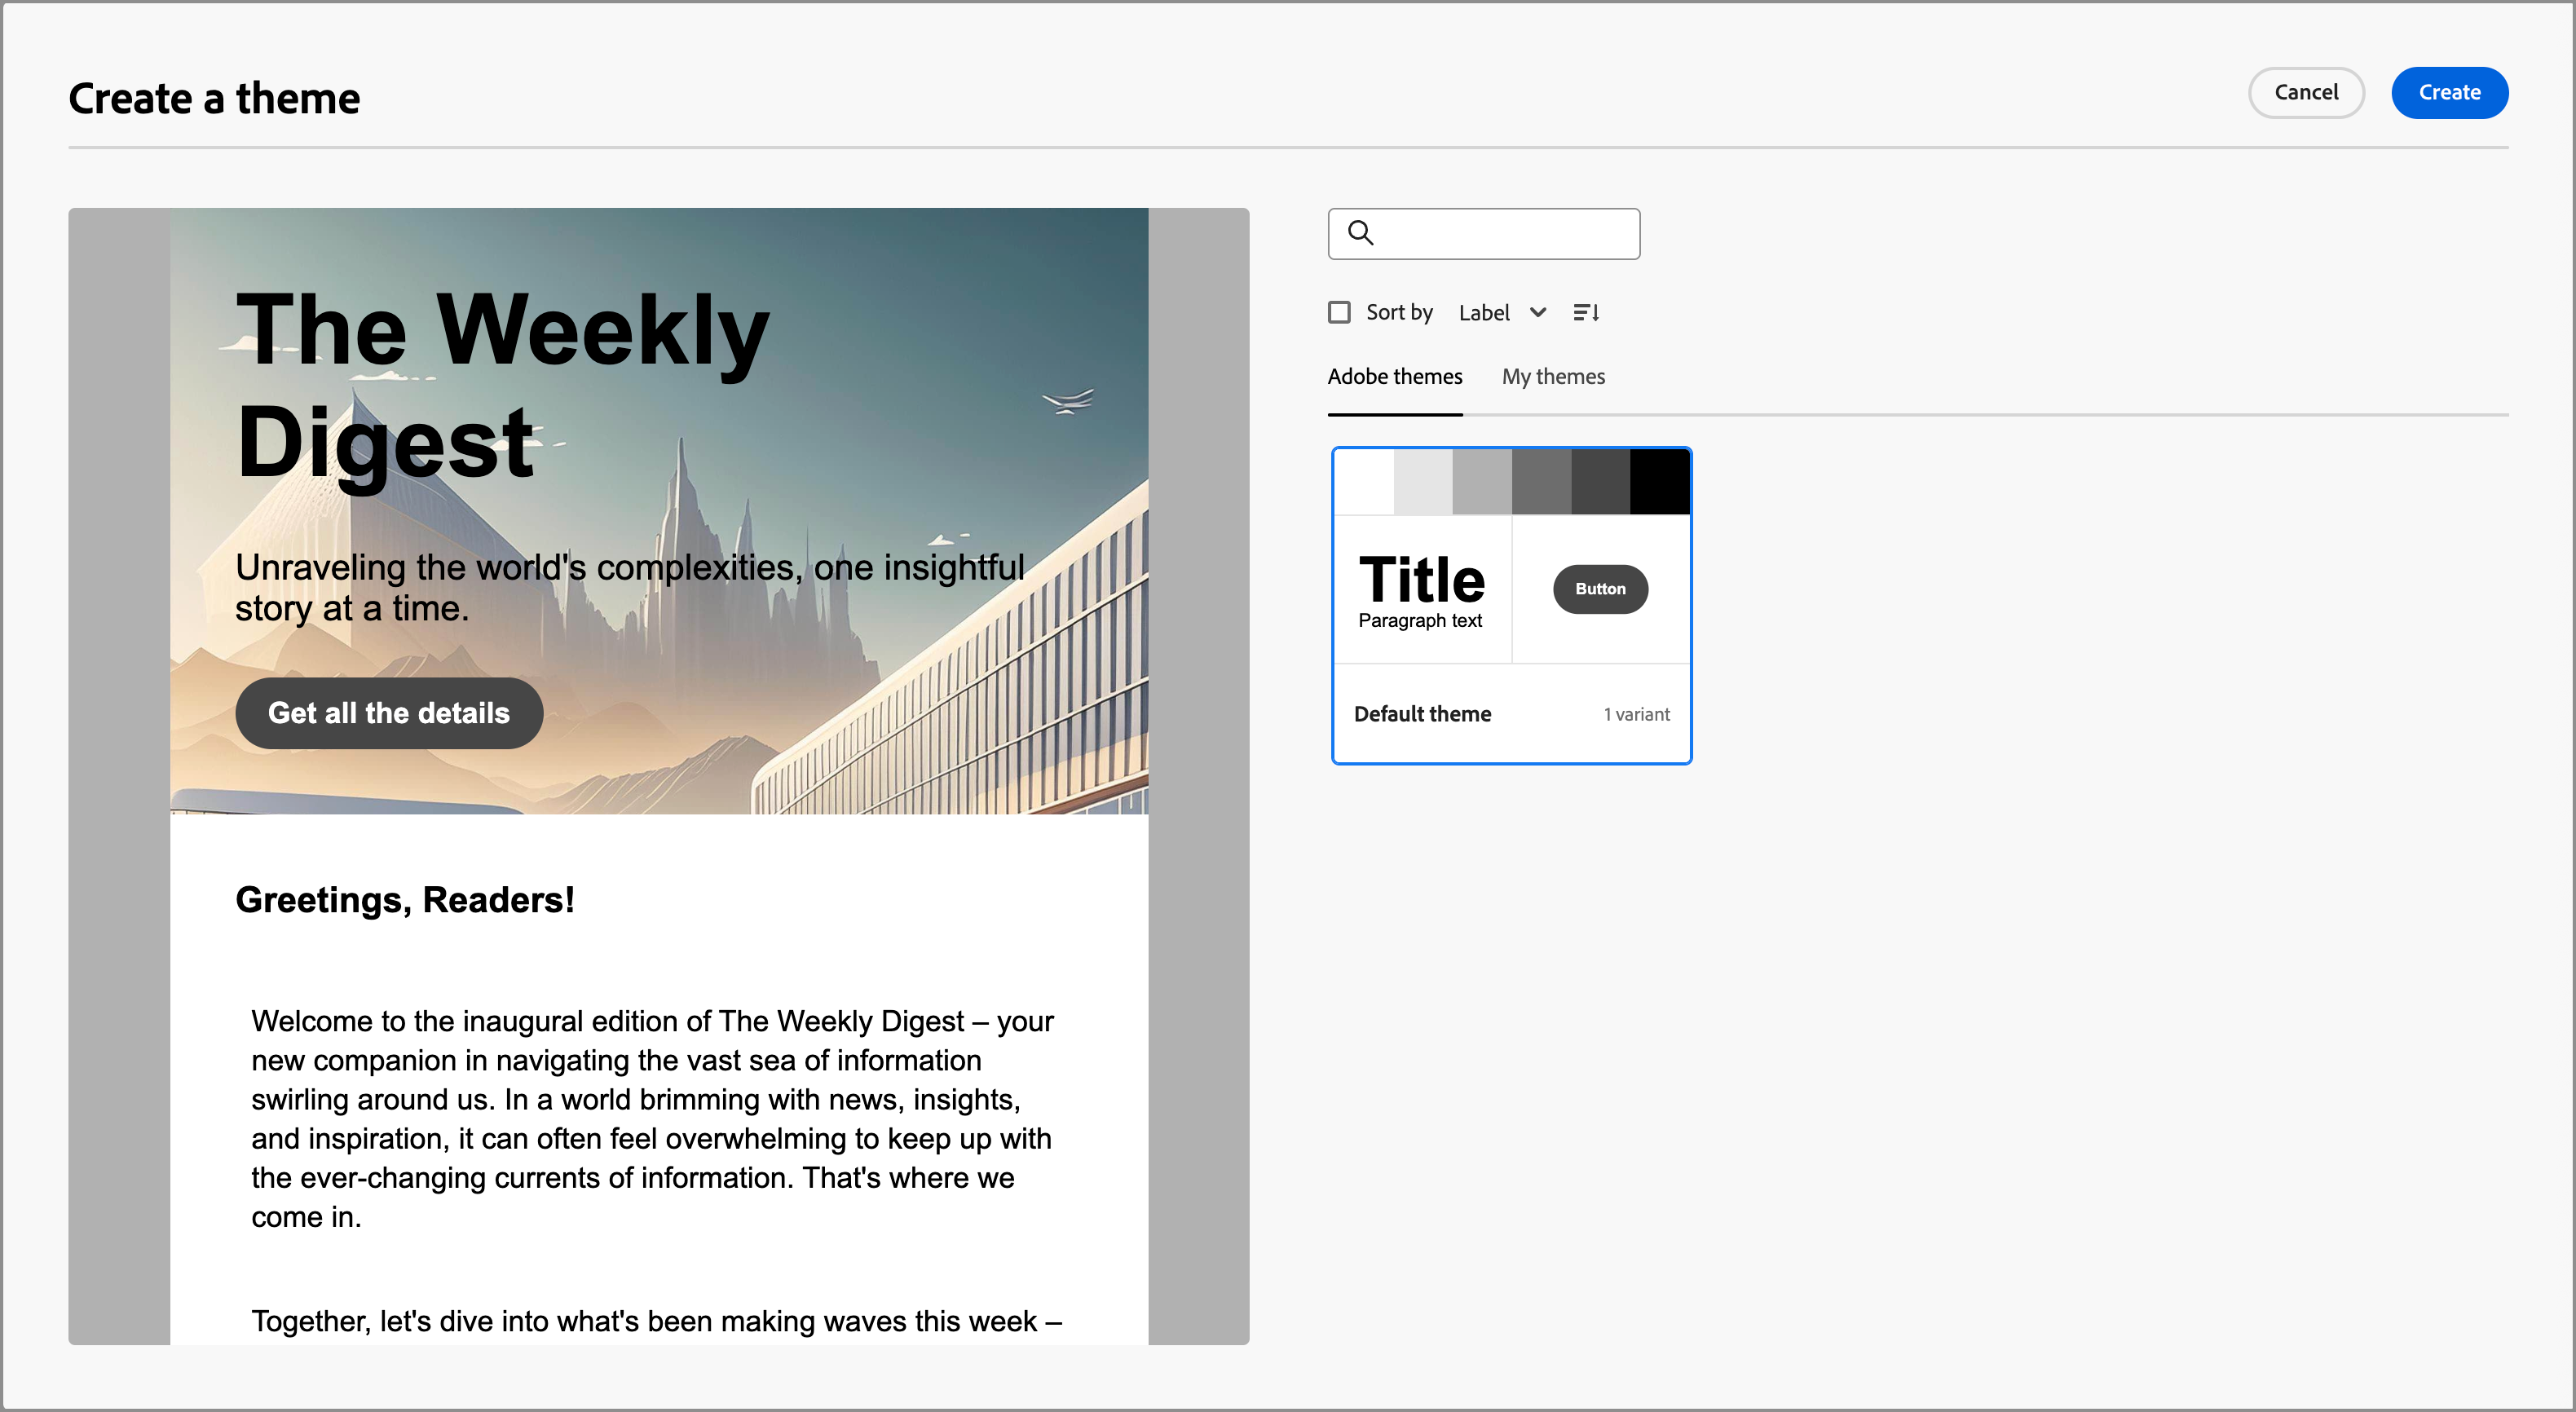 Create a theme
Cancel
Create
The Weekly
Digest
Unraveling the world's complexities, one insightful
story at a time.
Get all the details
Greetings, Readers!
Welcome to the inaugural edition of The Weekly Digest – your
new companion in navigating the vast sea of information
swirling around us. In a world brimming with news, insights,
and inspiration, it can often feel overwhelming to keep up with
the ever-changing currents of information. That's where we
come in.
Together, let's dive into what's been making waves this week –
Sort by Label
Adobe themes My themes
Title
Paragraph text
Button
Default theme 1 variant